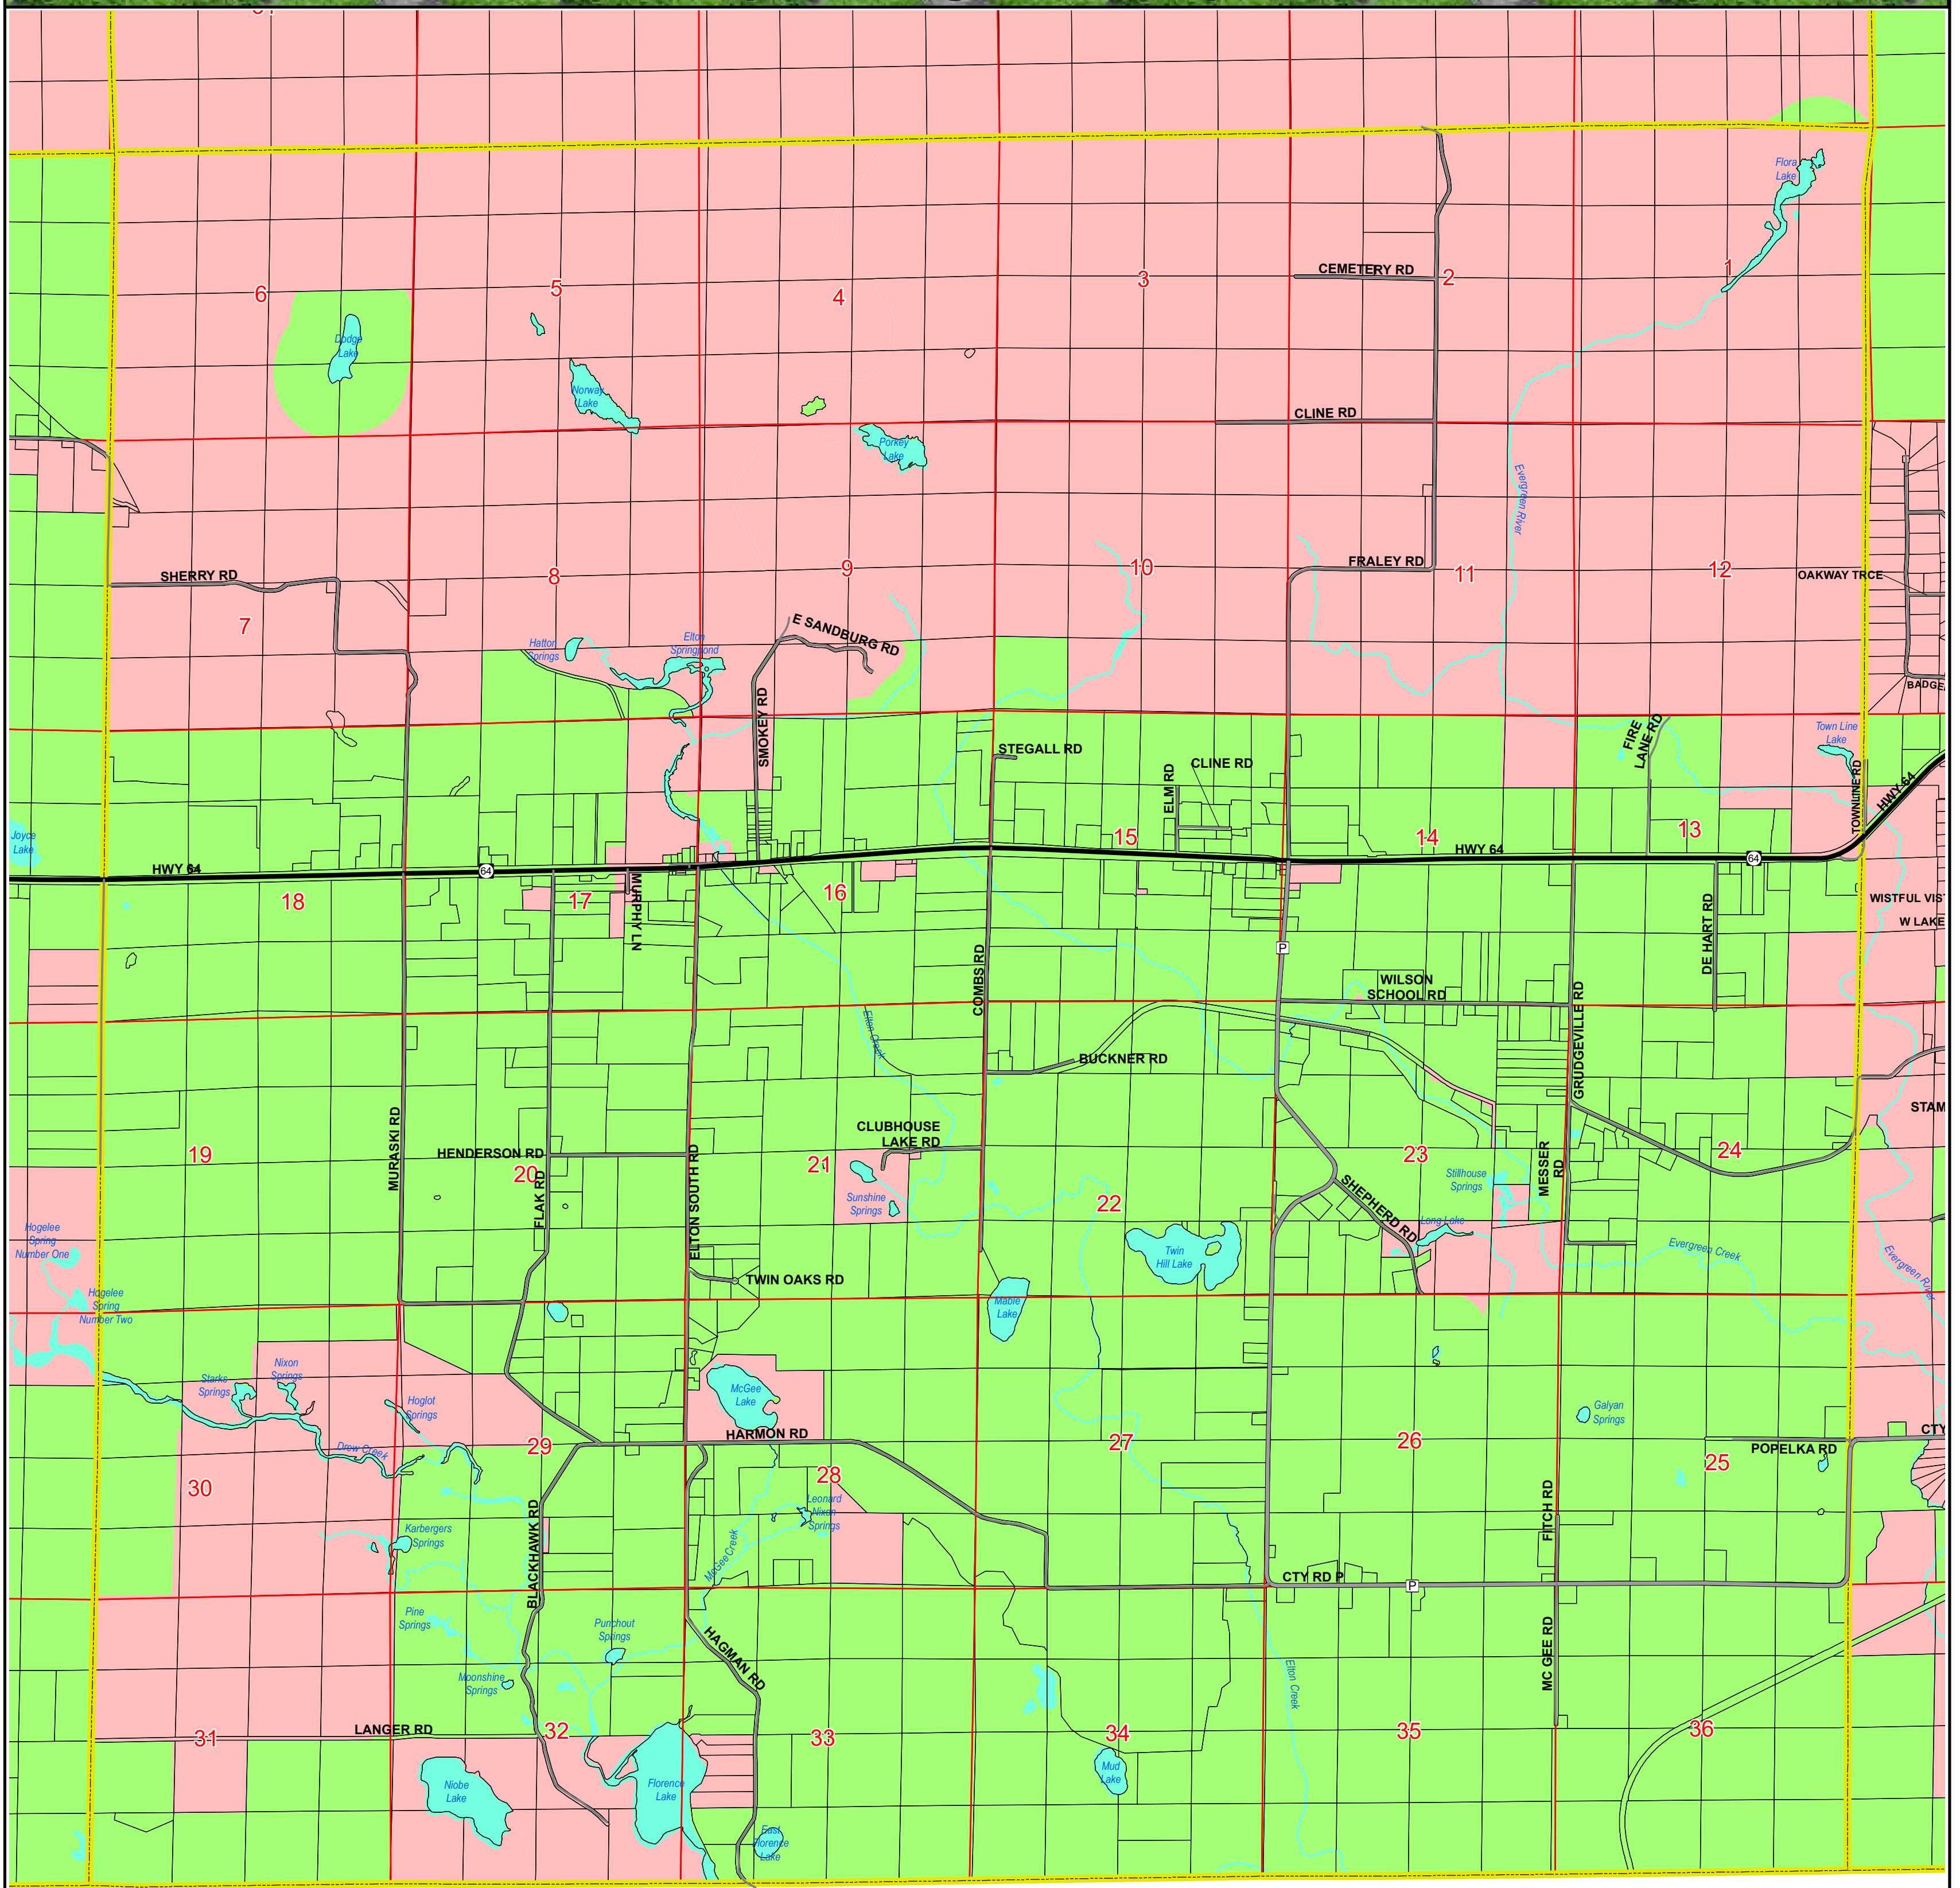 Flora
Lake
6
5
4
3
CEMETERY RD
2
1
Dodge
Lake
Norway
Lake
CLINE RD
Porkey
Lake
Evergreen River
SHERRY RD
8
9
10
FRALEY RD
11
12
OAKWAY TRCE
7
Hatton
Springs
Elton
Springpond
E SANDBURG RD
BADGE
SMOKEY RD
STEGALL RD
ELM RD
CLINE RD
FIRE
LANE RD
Town Line
Lake
TOWNLINE RD
HWY 64
Joyce
Lake
HWY 64
64
15
14
HWY 64
13
64
18
17
MURPHY LN
16
WISTFUL VIS
W LAKE
COMBS RD
P
DE HART RD
WILSON
SCHOOL RD
GRUDGEVILLE RD
Elton Creek
BUCKNER RD
MURASKI RD
CLUBHOUSE
LAKE RD
STAM
19
HENDERSON RD
20
FLAK RD
ELTON SOUTH RD
21
Sunshine
Springs
22
23
Stillhouse
Springs
MESSER
RD
24
SHEPHERD RD
Long Lake
Hogelee
Spring
Number One
Twin
Hill Lake
Evergreen Creek
Evergreen River
TWIN OAKS RD
Hogelee
Spring
Number Two
Mable
Lake
Starks
Springs
Nixon
Springs
Hoglot
Springs
McGee
Lake
Galyan
Springs
HARMON RD
Drew Creek
29
27
26
CTY
POPELKA RD
25
30
28
Leonard
Nixon
Springs
BLACKHAWK RD
Karbergers
Springs
McGee Creek
FITCH RD
CTY RD P
P
Pine
Springs
Punchout
Springs
HAGMAN RD
MC GEE RD
Moonshine
Springs
Elton Creek
31
LANGER RD
32
33
34
35
36
Niobe
Lake
Florence
Lake
Mud
Lake
East
Florence
Lake